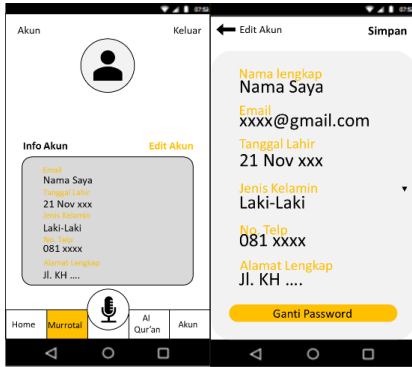 07:52
Akun
Keluar
Info Akun
Edit Akun
Email
Nama Saya
Tanggal Lahir
21 Nov xxx
Jenis Kelamin
Laki-Laki
No. Telp
081 xxxx
Alamat Lengkap
Jl. KH ....
Home
Murrotal
Al
Qur'an
Akun
Edit Akun
Simpan
Nama lengkap
Nama Saya
Email
xxxx@gmail.com
Tanggal Lahir
21 Nov xxx
Jenis Kelamin
Laki-Laki
No. Telp
081 xxxx
Alamat Lengkap
Jl. KH ....
Ganti Password